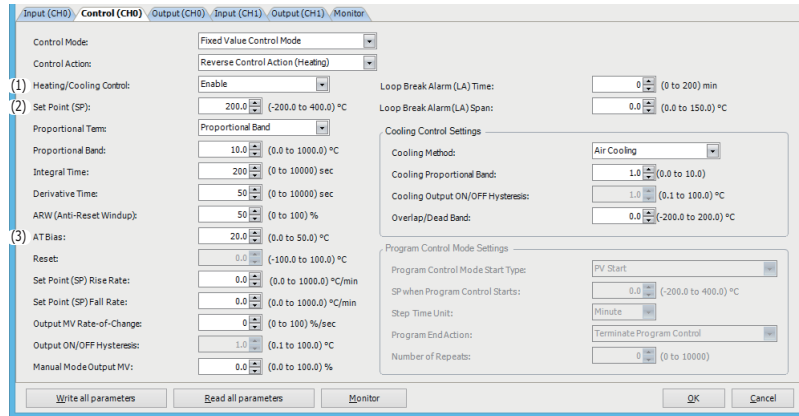 Input (CH0) Control (CH0) Output (CH0) Input (CH1) Output (CH1) Monitor
Control Mode: Fixed Value Control Mode
Control Action: Reverse Control Action (Heating)
(1) Heating/Cooling Control: Enable
(2) Set Point (SP): 200.0 (-200.0 to 400.0) °C
Proportional Term: Proportional Band
Proportional Band: 10.0 (0.0 to 1000.0) °C
Integral Time: 200 (0 to 10000) sec
Derivative Time: 50 (0 to 10000) sec
ARW (Anti-Reset Windup): 50 (0 to 100) %
(3) AT Bias: 20.0 (0.0 to 50.0) °C
Reset: 0.0 (-100.0 to 100.0) °C
Set Point (SP) Rise Rate: 0.0 (0.0 to 1000.0) °C/min
Set Point (SP) Fall Rate: 0.0 (0.0 to 1000.0) °C/min
Output MV Rate-of-Change: 0 (0 to 100) %/sec
Output ON/OFF Hysteresis: 1.0 (0.1 to 100.0) °C
Manual Mode Output MV: 0.0 (0.0 to 100.0) %
Loop Break Alarm (LA) Time: 0 (0 to 200) min
Loop Break Alarm (LA) Span: 0.0 (0.0 to 150.0) °C
Cooling Control Settings
Cooling Method: Air Cooling
Cooling Proportional Band: 1.0 (0.0 to 10.0)
Cooling Output ON/OFF Hysteresis: 1.0 (0.1 to 100.0) °C
Overlap/Dead Band: 0.0 (-200.0 to 200.0) °C
Program Control Mode Settings
Program Control Mode Start Type: PV Start
SP when Program Control Starts: 0.0 (-200.0 to 400.0) °C
Step Time Unit: Minute
Program End Action: Terminate Program Control
Number of Repeats: 0 (0 to 10000)
Write all parameters Read all parameters Monitor OK Cancel